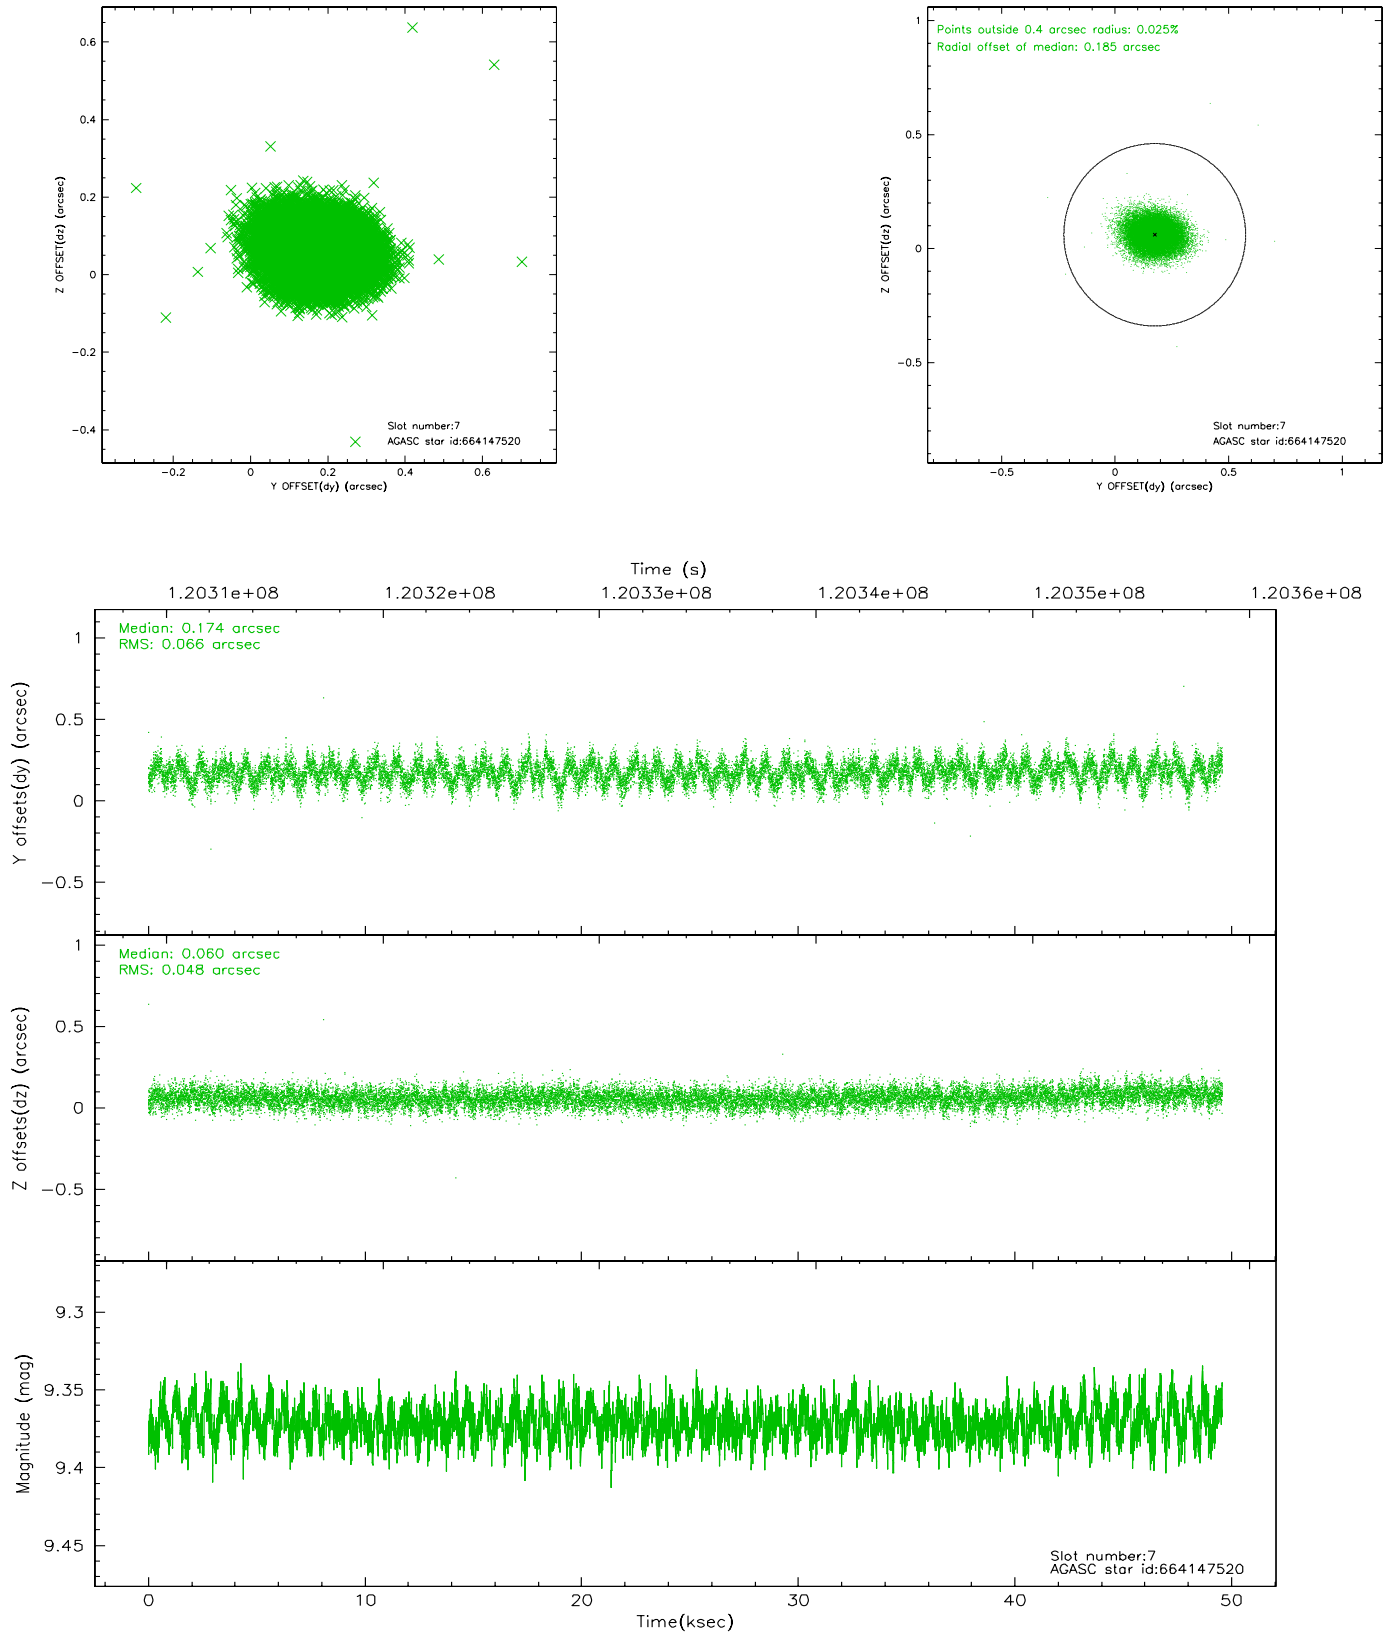 0.6
0.4
0.2
0
−0.2
−0.4
Z OFFSET(dz) (arcsec)
Slot number:7
AGASC star id:664147520
−0.2 0 0.2 0.4 0.6
Y OFFSET(dy) (arcsec)
1
0.5
0
−0.5
Z OFFSET(dz) (arcsec)
Points outside 0.4 arcsec radius: 0.025%
Radial offset of median: 0.185 arcsec
Slot number:7
AGASC star id:664147520
−0.5 0 0.5 1
Y OFFSET(dy) (arcsec)
Time (s)
1.2031e+08 1.2032e+08 1.2033e+08 1.2034e+08 1.2035e+08 1.2036e+08
Median: 0.174 arcsec
RMS: 0.066 arcsec
1
0.5
0
−0.5
Y offsets(dy) (arcsec)
Median: 0.060 arcsec
RMS: 0.048 arcsec
1
0.5
0
−0.5
Z offsets(dz) (arcsec)
9.3
9.35
9.4
9.45
Magnitude (mag)
Slot number:7
AGASC star id:664147520
0 10 20 30 40 50
Time(ksec)